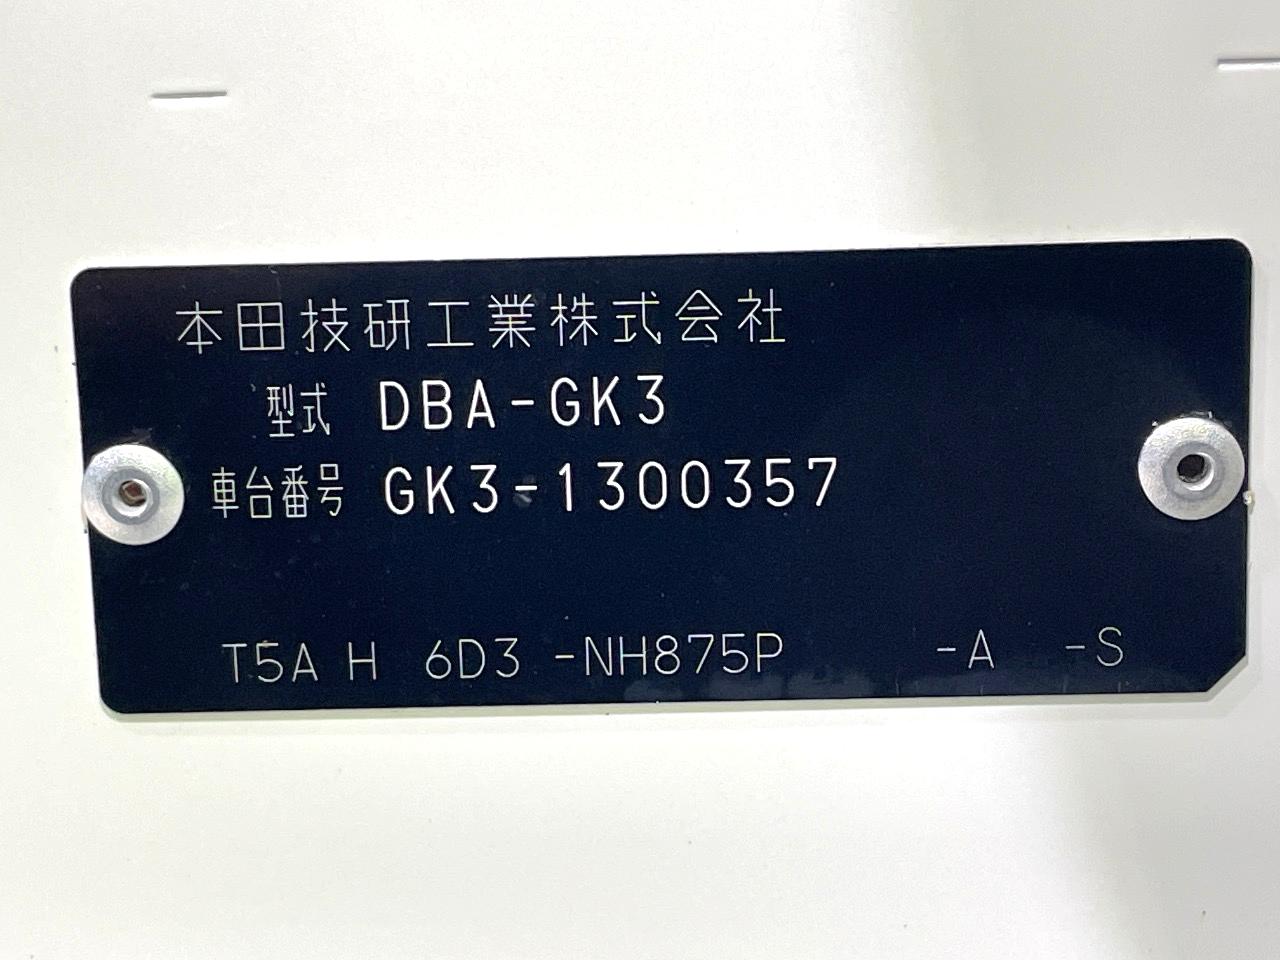 本田技研工業株式会社
型式 DBA-GK3
車台番号 GK3-1300357
T5A H 6D3 -NH875P -A -S